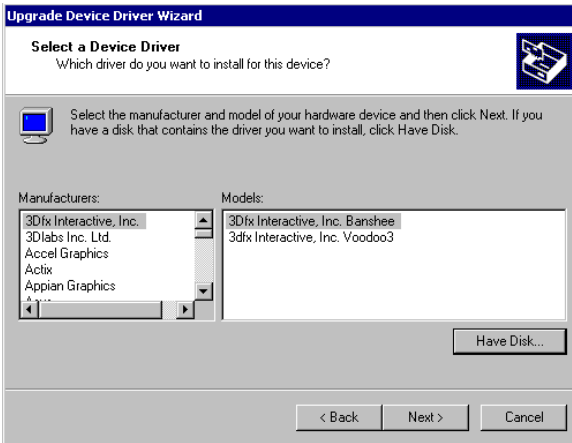 Upgrade Device Driver Wizard
Select a Device Driver
Which driver do you want to install for this device?
Select the manufacturer and model of your hardware device and then click Next. If you
have a disk that contains the driver you want to install, click Have Disk.
Manufacturers:
3Dfx Interactive, Inc.
3Dlabs Inc. Ltd.
Accel Graphics
Actix
Appian Graphics
Models:
3Dfx Interactive, Inc. Banshee
3dfx Interactive, Inc. Voodoo3
Have Disk...
< Back
Next >
Cancel